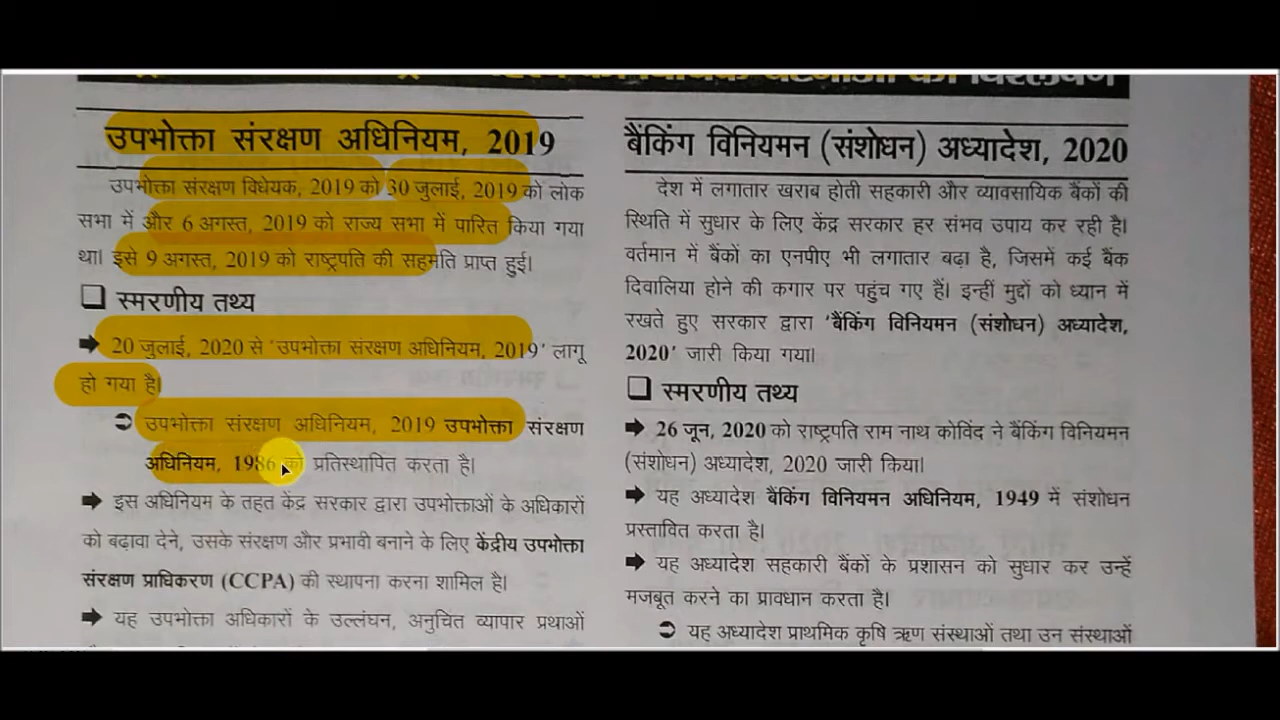 उपभोक्ता संरक्षण अधिनियम, 2019
उपभोक्ता संरक्षण विधेयक, 2019 को 30 जुलाई, 2019 को लोक
सभा में और 6 अगस्त, 2019 को राज्य सभा में पारित किया गया
था। इसे 9 अगस्त, 2019 को राष्ट्रपति की सहमति प्राप्त हुई।
❑ स्मरणीय तथ्य
➡ 20 जुलाई, 2020 से 'उपभोक्ता संरक्षण अधिनियम, 2019' लागू
हो गया है।
➲ उपभोक्ता संरक्षण अधिनियम, 2019 उपभोक्ता संरक्षण
अधिनियम, 1986 को प्रतिस्थापित करता है।
➡ इस अधिनियम के तहत केंद्र सरकार द्वारा उपभोक्ताओं के अधिकारों
को बढ़ावा देने, उसके संरक्षण और प्रभावी बनाने के लिए केंद्रीय उपभोक्ता
संरक्षण प्राधिकरण (CCPA) की स्थापना करना शामिल है।
➡ यह उपभोक्ता अधिकारों के उल्लंघन, अनुचित व्यापार प्रथाओं
बैंकिंग विनियमन (संशोधन) अध्यादेश, 2020
देश में लगातार खराब होती सहकारी और व्यावसायिक बैंकों की
स्थिति में सुधार के लिए केंद्र सरकार हर संभव उपाय कर रही है।
वर्तमान में बैंकों का एनपीए भी लगातार बढ़ा है, जिसमें कई बैंक
दिवालिया होने की कगार पर पहुंच गए हैं। इन्हीं मुद्दों को ध्यान में
रखते हुए सरकार द्वारा 'बैंकिंग विनियमन (संशोधन) अध्यादेश,
2020' जारी किया गया।
❑ स्मरणीय तथ्य
➡ 26 जून, 2020 को राष्ट्रपति राम नाथ कोविंद ने बैंकिंग विनियमन
(संशोधन) अध्यादेश, 2020 जारी किया।
➡ यह अध्यादेश बैंकिंग विनियमन अधिनियम, 1949 में संशोधन
प्रस्तावित करता है।
➡ यह अध्यादेश सहकारी बैंकों के प्रशासन को सुधार कर उन्हें
मजबूत करने का प्रावधान करता है।
➲ यह अध्यादेश प्राथमिक कृषि ऋण संस्थाओं तथा उन संस्थाओं